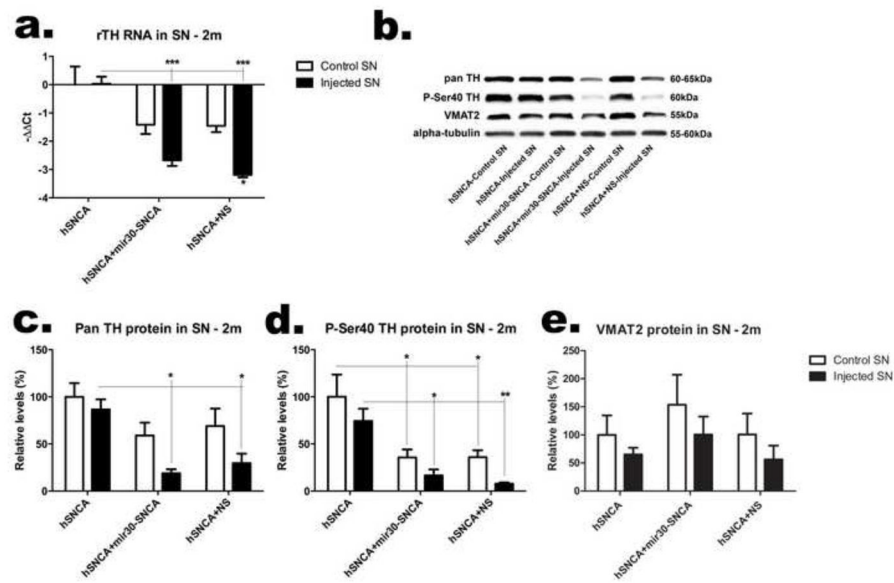 a.
rTH RNA in SN - 2m
-ΔΔCt
1
0
-1
-2
-3
-4
***
***
*
hSNCA
hSNCA+mir30-SNCA
hSNCA+NS
Control SN
Injected SN
b.
pan TH
60-65kDa
P-Ser40 TH
60kDa
VMAT2
55kDa
alpha-tubulin
55-60kDa
hSNCA-Control SN
hSNCA-Injected SN
hSNCA+mir30-SNCA-Control SN
hSNCA+mir30-SNCA-Injected SN
hSNCA+NS-Control SN
hSNCA+NS-Injected SN
c.
Pan TH protein in SN - 2m
Relative levels (%)
150
100
50
0
*
*
hSNCA
hSNCA+mir30-SNCA
hSNCA+NS
d.
P-Ser40 TH protein in SN - 2m
Relative levels (%)
150
100
50
0
*
*
*
**
hSNCA
hSNCA+mir30-SNCA
hSNCA+NS
e.
VMAT2 protein in SN - 2m
Relative levels (%)
250
200
150
100
50
0
hSNCA
hSNCA+mir30-SNCA
hSNCA+NS
Control SN
Injected SN